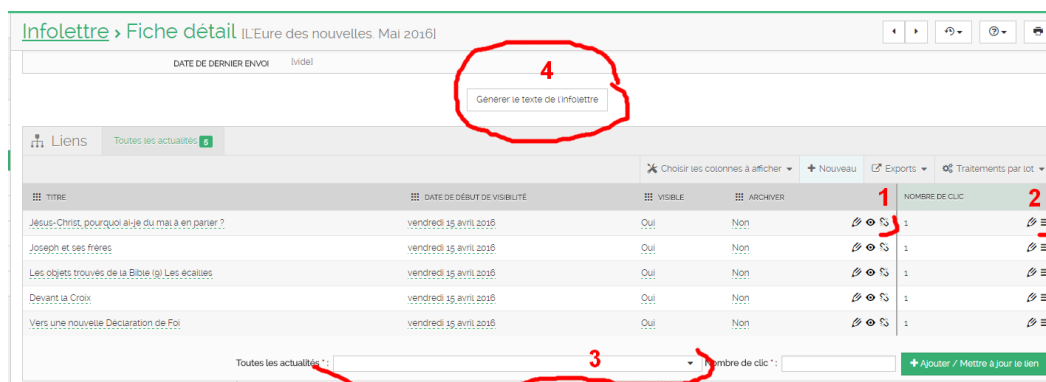 Infolettre › Fiche détail [L'Eure des nouvelles. Mai 2016]
DATE DE DERNIER ENVOI [vide]
4
Générer le texte de l'infolettre
Liens Toutes les actualités 5
Choisir les colonnes à afficher + Nouveau Exports Traitements par lot
TITRE DATE DE DÉBUT DE VISIBILITÉ VISIBLE ARCHIVER 1 NOMBRE DE CLIC 2
Jésus-Christ, pourquoi ai-je du mal à en parler ? vendredi 15 avril 2016 Oui Non 1
Joseph et ses frères vendredi 15 avril 2016 Oui Non 1
Les objets trouvés de la Bible (9) Les écailles vendredi 15 avril 2016 Oui Non 1
Devant la Croix vendredi 15 avril 2016 Oui Non 1
Vers une nouvelle Déclaration de Foi vendredi 15 avril 2016 Oui Non 1
Toutes les actualités * : 3 Nombre de clic * : + Ajouter / Mettre à jour le lien